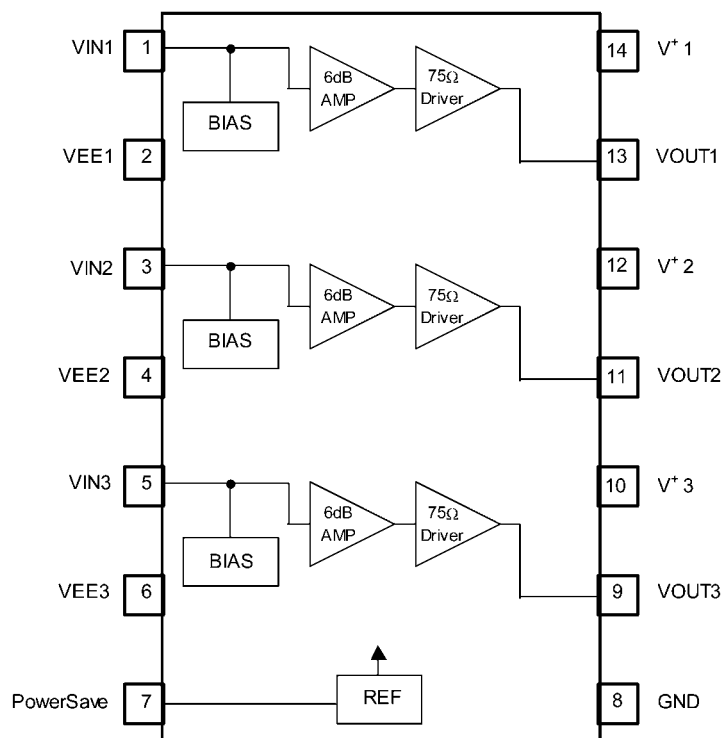 VIN1 1
14 V+ 1
6dB AMP
75Ω Driver
BIAS
VEE1 2
13 VOUT1
VIN2 3
12 V+ 2
6dB AMP
75Ω Driver
BIAS
VEE2 4
11 VOUT2
VIN3 5
10 V+ 3
6dB AMP
75Ω Driver
BIAS
VEE3 6
9 VOUT3
PowerSave 7
REF
8 GND